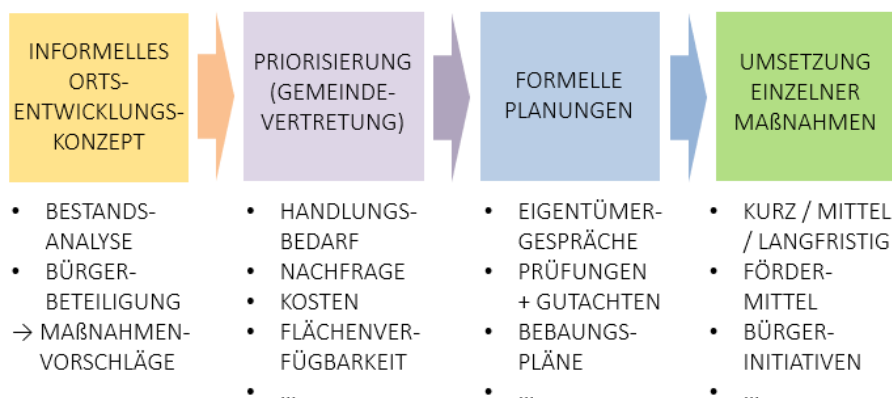 INFORMELLES
ORTS-
ENTWICKLUNGS-
KONZEPT
PRIORISIERUNG
(GEMEINDE-
VERTRETUNG)
FORMELLE
PLANUNGEN
UMSETZUNG
EINZELNER
MAßNAHMEN
• BESTANDS-
ANALYSE
• BÜRGER-
BETEILIGUNG
→ MAßNAHMEN-
VORSCHLÄGE
• HANDLUNGS-
BEDARF
• NACHFRAGE
• KOSTEN
• FLÄCHENVER-
FÜGBARKEIT
• ...
• EIGENTÜMER-
GESPRÄCHE
• PRÜFUNGEN
+ GUTACHTEN
• BEBAUNGS-
PLÄNE
• ...
• KURZ / MITTEL
/ LANGFRISTIG
• FÖRDER-
MITTEL
• BÜRGER-
INITIATIVEN
• ...